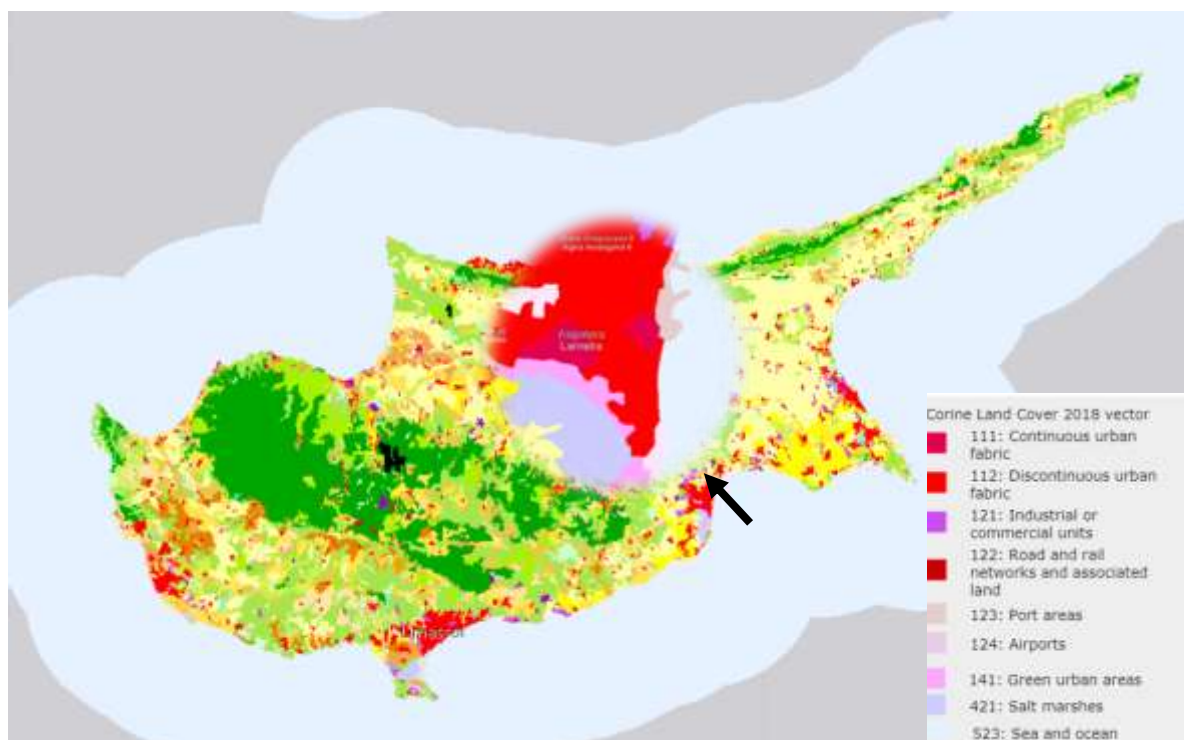 Larnaka
Limassol
Corine Land Cover 2018 vector
111: Continuous urban
fabric
112: Discontinuous urban
fabric
121: Industrial or
commercial units
122: Road and rail
networks and associated
land
123: Port areas
124: Airports
141: Green urban areas
421: Salt marshes
523: Sea and ocean